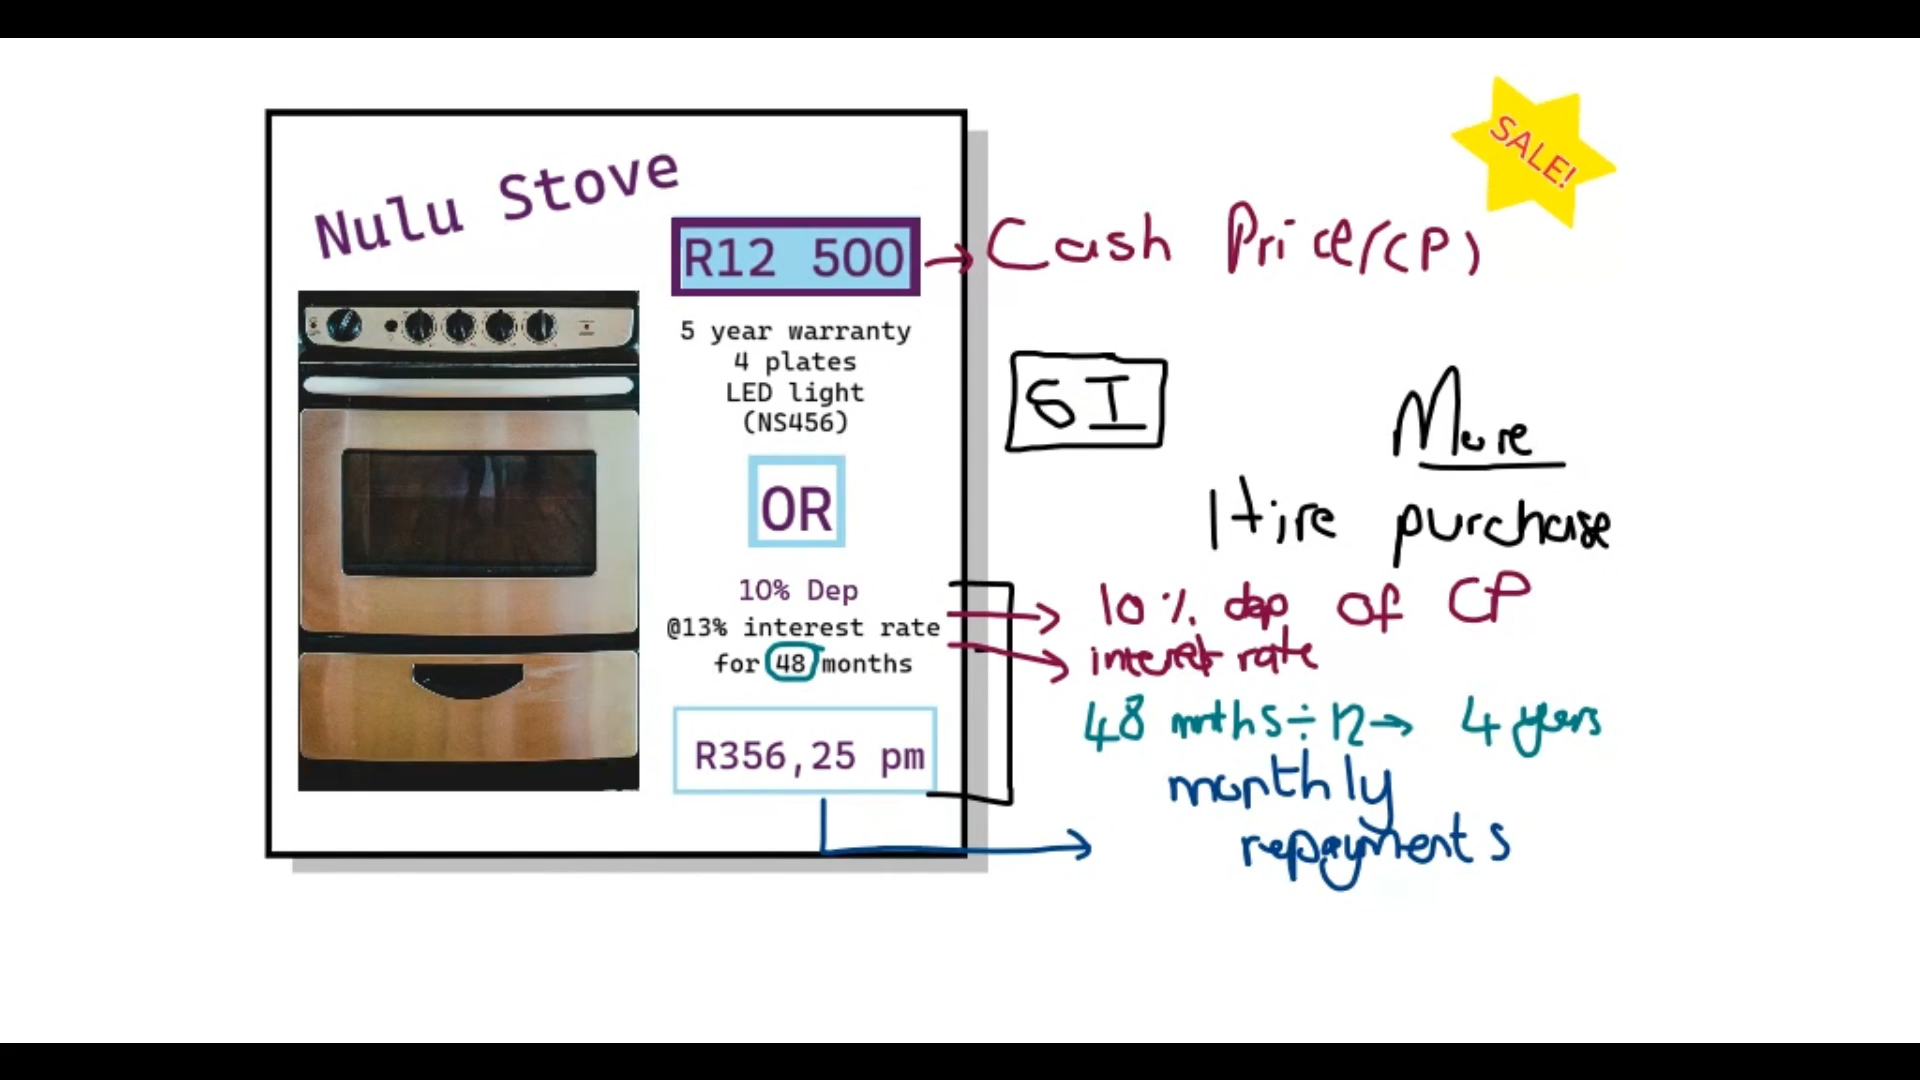 Nulu Stove
SALE!
R12 500
Cash Price (CP)
5 year warranty
4 plates
LED light
(NS456)
SI
More
OR
Hire purchase
10% Dep
10% dep of CP
@13% interest rate
interest rate
for 48 months
48 mths ÷ 12 → 4 years
R356,25 pm
monthly
repayments